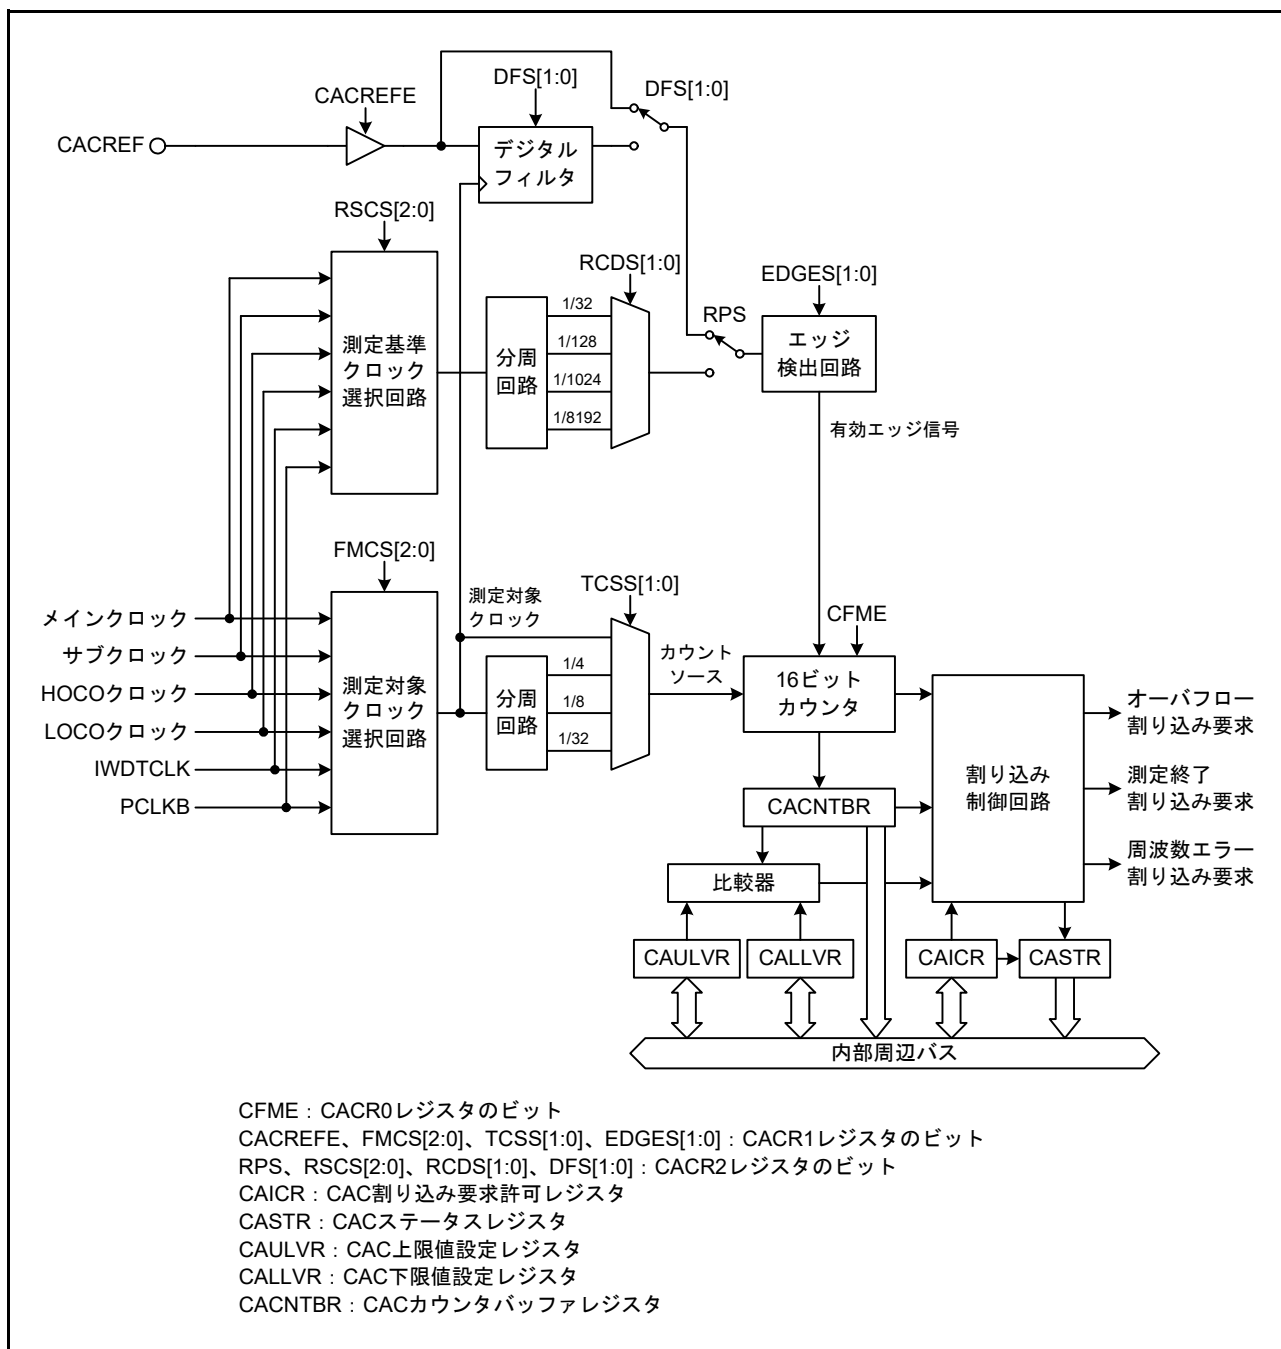 DFS[1:0]
DFS[1:0]
CACREFE
CACREF
デジタル
フィルタ
RSCS[2:0]
RCDS[1:0]
EDGES[1:0]
1/32
RPS
測定基準
クロック
選択回路
分周
回路
1/128
1/1024
1/8192
エッジ
検出回路
有効エッジ信号
FMCS[2:0]
TCSS[1:0]
測定対象
クロック
CFME
メインクロック
サブクロック
HOCOクロック
LOCOクロック
IWDTCLK
PCLKB
測定対象
クロック
選択回路
分周
回路
1/4
1/8
1/32
カウント
ソース
16ビット
カウンタ
オーバフロー
割り込み要求
割り込み
制御回路
測定終了
割り込み要求
CACNTBR
周波数エラー
割り込み要求
比較器
CAULVR
CALLVR
CAICR
CASTR
内部周辺バス
CFME：CACR0レジスタのビット
CACREFE、FMCS[2:0]、TCSS[1:0]、EDGES[1:0]：CACR1レジスタのビット
RPS、RSCS[2:0]、RCDS[1:0]、DFS[1:0]：CACR2レジスタのビット
CAICR：CAC割り込み要求許可レジスタ
CASTR：CACステータスレジスタ
CAULVR：CAC上限値設定レジスタ
CALLVR：CAC下限値設定レジスタ
CACNTBR：CACカウンタバッファレジスタ